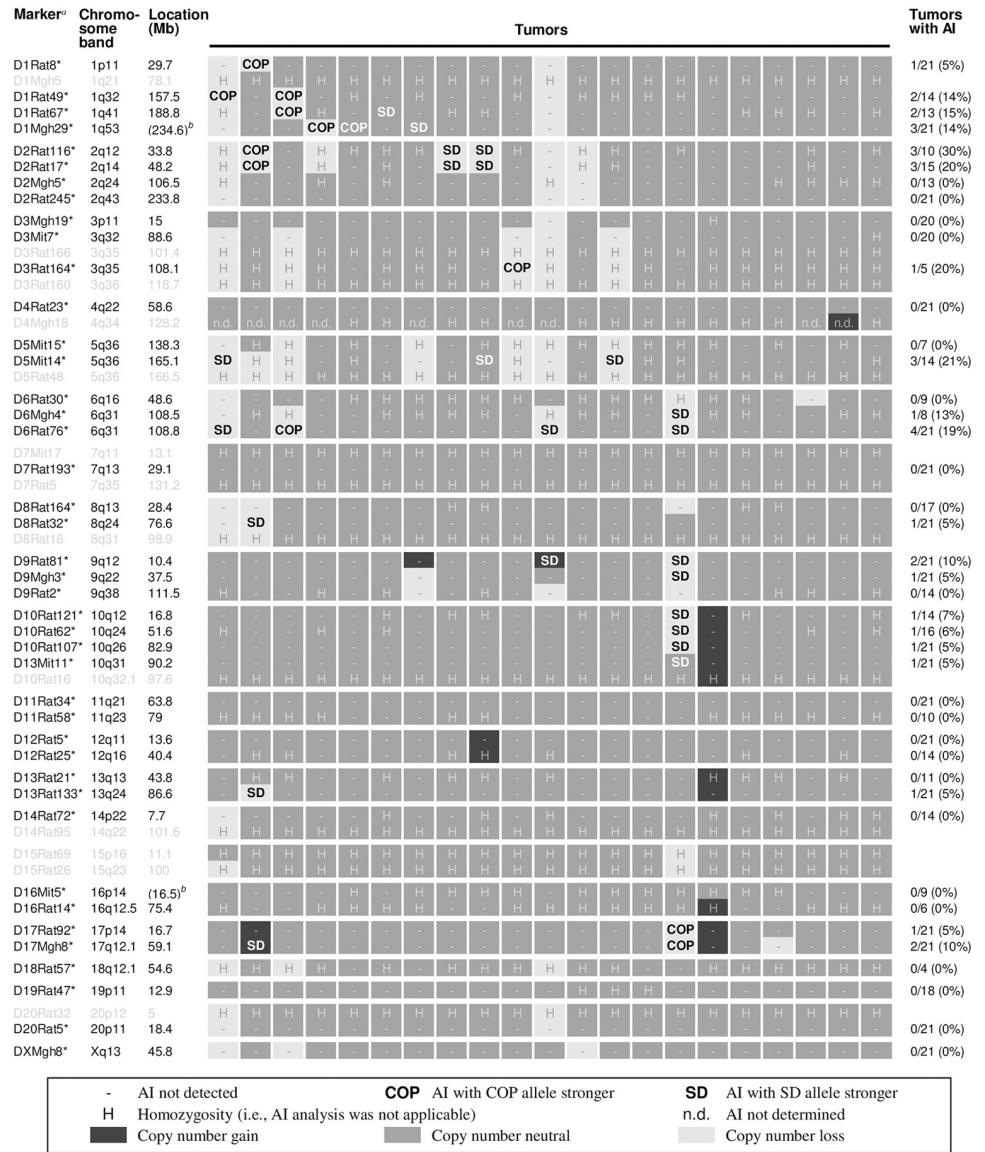 Markerᵃ Chromo-some band Location (Mb) Tumors Tumors with AI
D1Rat8* 1p11 29.7 - COP - - - - - - - - - - - - - - - - - - - 1/21 (5%)
D1Mgh5 1q21 78.1 H H H H H H H H H H H H H H H H H H H H H
D1Rat49* 1q32 157.5 COP - COP - H - H - - H - H - H - - - - H - H 2/14 (14%)
D1Rat67* 1q41 188.8 COP SD 2/13 (15%)
D1Mgh29* 1q53 (234.6)ᵇ - - - COP COP - SD - - - - - - - - - - - - - - 3/21 (14%)
D2Rat116* 2q12 33.8 COP SD SD 3/10 (30%)
D2Rat17* 2q14 48.2 COP SD SD 3/15 (20%)
D2Mgh5* 2q24 106.5 0/13 (0%)
D2Rat245* 2q43 233.8 - - - - - - - - - - - - - - - - - - - - - 0/21 (0%)
D3Mgh19* 3p11 15 - - - - - - - - - - - - - - - H - - - - - 0/20 (0%)
D3Mit7* 3q32 88.6 - - - - - - - - - - - - - - - - - - - - H 0/20 (0%)
D3Rat166 3q35 101.4 H H H H H H H H H H H H H H H H H H H H H
D3Rat164* 3q35 108.1 COP 1/5 (20%)
D3Rat160 3q36 118.7 H H H H H H H H H H H H H H H H H H H H H
D4Rat23* 4q22 58.6 - - - - - - - - - - - - - - - - - - - - - 0/21 (0%)
D4Mgh18 4q34 128.2 n.d. n.d. n.d. n.d. H H H H H n.d. n.d. H H H H H H H n.d. n.d. H
D5Mit15* 5q36 138.3 0/7 (0%)
D5Mit14* 5q36 165.1 SD SD SD 3/14 (21%)
D5Rat48 5q36 166.5 H H H H H H H H H H H H H H H H H H H H H
D6Rat30* 6q16 48.6 0/9 (0%)
D6Mgh4* 6q31 108.5 SD 1/8 (13%)
D6Rat76* 6q31 108.8 SD - COP - - - - - - - SD - - - SD - - - - - - 4/21 (19%)
D7Mit17 7q11 13.1 H H H H H H H H H H H H H H H H H H H H H
D7Rat193* 7q13 29.1 - - - - - - - - - - - - - - - - - - - - - 0/21 (0%)
D7Rat5 7q35 131.2 H H H H H H H H H H H H H H H H H H H H H
D8Rat164* 8q13 28.4 - - - - - - - H H - - - - - - - H - - - H 0/17 (0%)
D8Rat32* 8q24 76.6 - SD - - - - - - - - - - - - - - - - - - - 1/21 (5%)
D8Rat16 8q31 98.9 H H H H H H H H H H H H H H H H H H H H H
D9Rat81* 9q12 10.4 - - - - - - - - - - SD - - - SD - - - - - - 2/21 (10%)
D9Mgh3* 9q22 37.5 - - - - - - - - - - - - - - SD - - - - - - 1/21 (5%)
D9Rat2* 9q38 111.5 0/14 (0%)
D10Rat121* 10q12 16.8 SD 1/14 (7%)
D10Rat62* 10q24 51.6 SD 1/16 (6%)
D10Rat107* 10q26 82.9 - - - - - - - - - - - - - - SD - - - - - - 1/21 (5%)
D13Mit11* 10q31 90.2 - - - - - - - - - - - - - - SD - - - - - - 1/21 (5%)
D10Rat16 10q32.1 97.6 H H H H H H H H H H H H H H H H H H H H H
D11Rat34* 11q21 63.8 - - - - - - - - - - - - - - - - - - - - - 0/21 (0%)
D11Rat58* 11q23 79 0/10 (0%)
D12Rat5* 12q11 13.6 - - - - - - - - - - - - - - - - - - - - - 0/21 (0%)
D12Rat25* 12q16 40.4 0/14 (0%)
D13Rat21* 13q13 43.8 0/11 (0%)
D13Rat133* 13q24 86.6 - SD - - - - - - - - - - - - - - - - - - - 1/21 (5%)
D14Rat72* 14p22 7.7 0/14 (0%)
D14Rat95 14q22 101.6 H H H H H H H H H H H H H H H H H H H H H
D15Rat69 15p16 11.1 H H H H H H H H H H H H H H H H H H H H H
D15Rat26 15q23 100 H H H H H H H H H H H H H H H H H H H H H
D16Mit5* 16p14 (16.5)ᵇ 0/9 (0%)
D16Rat14* 16q12.5 75.4 0/6 (0%)
D17Rat92* 17p14 16.7 - - - - - - - - - - - - - - COP - - - - - - 1/21 (5%)
D17Mgh8* 17q12.1 59.1 - SD - - - - - - - - - - - - COP - - - - - - 2/21 (10%)
D18Rat57* 18q12.1 54.6 0/4 (0%)
D19Rat47* 19p11 12.9 - - - - - - - - - - - H H H - - - - - - - 0/18 (0%)
D20Rat32 20p12 5 H H H H H H H H H H H H H H H H H H H H H
D20Rat5* 20p11 18.4 - - - - - - - - - - - - - - - - - - - - - 0/21 (0%)
DXMgh8* Xq13 45.8 - - - - - - - - - - - - - - - - - - - - - 0/21 (0%)
- AI not detected COP AI with COP allele stronger SD AI with SD allele stronger
H Homozygosity (i.e., AI analysis was not applicable) n.d. AI not determined
Copy number gain Copy number neutral Copy number loss